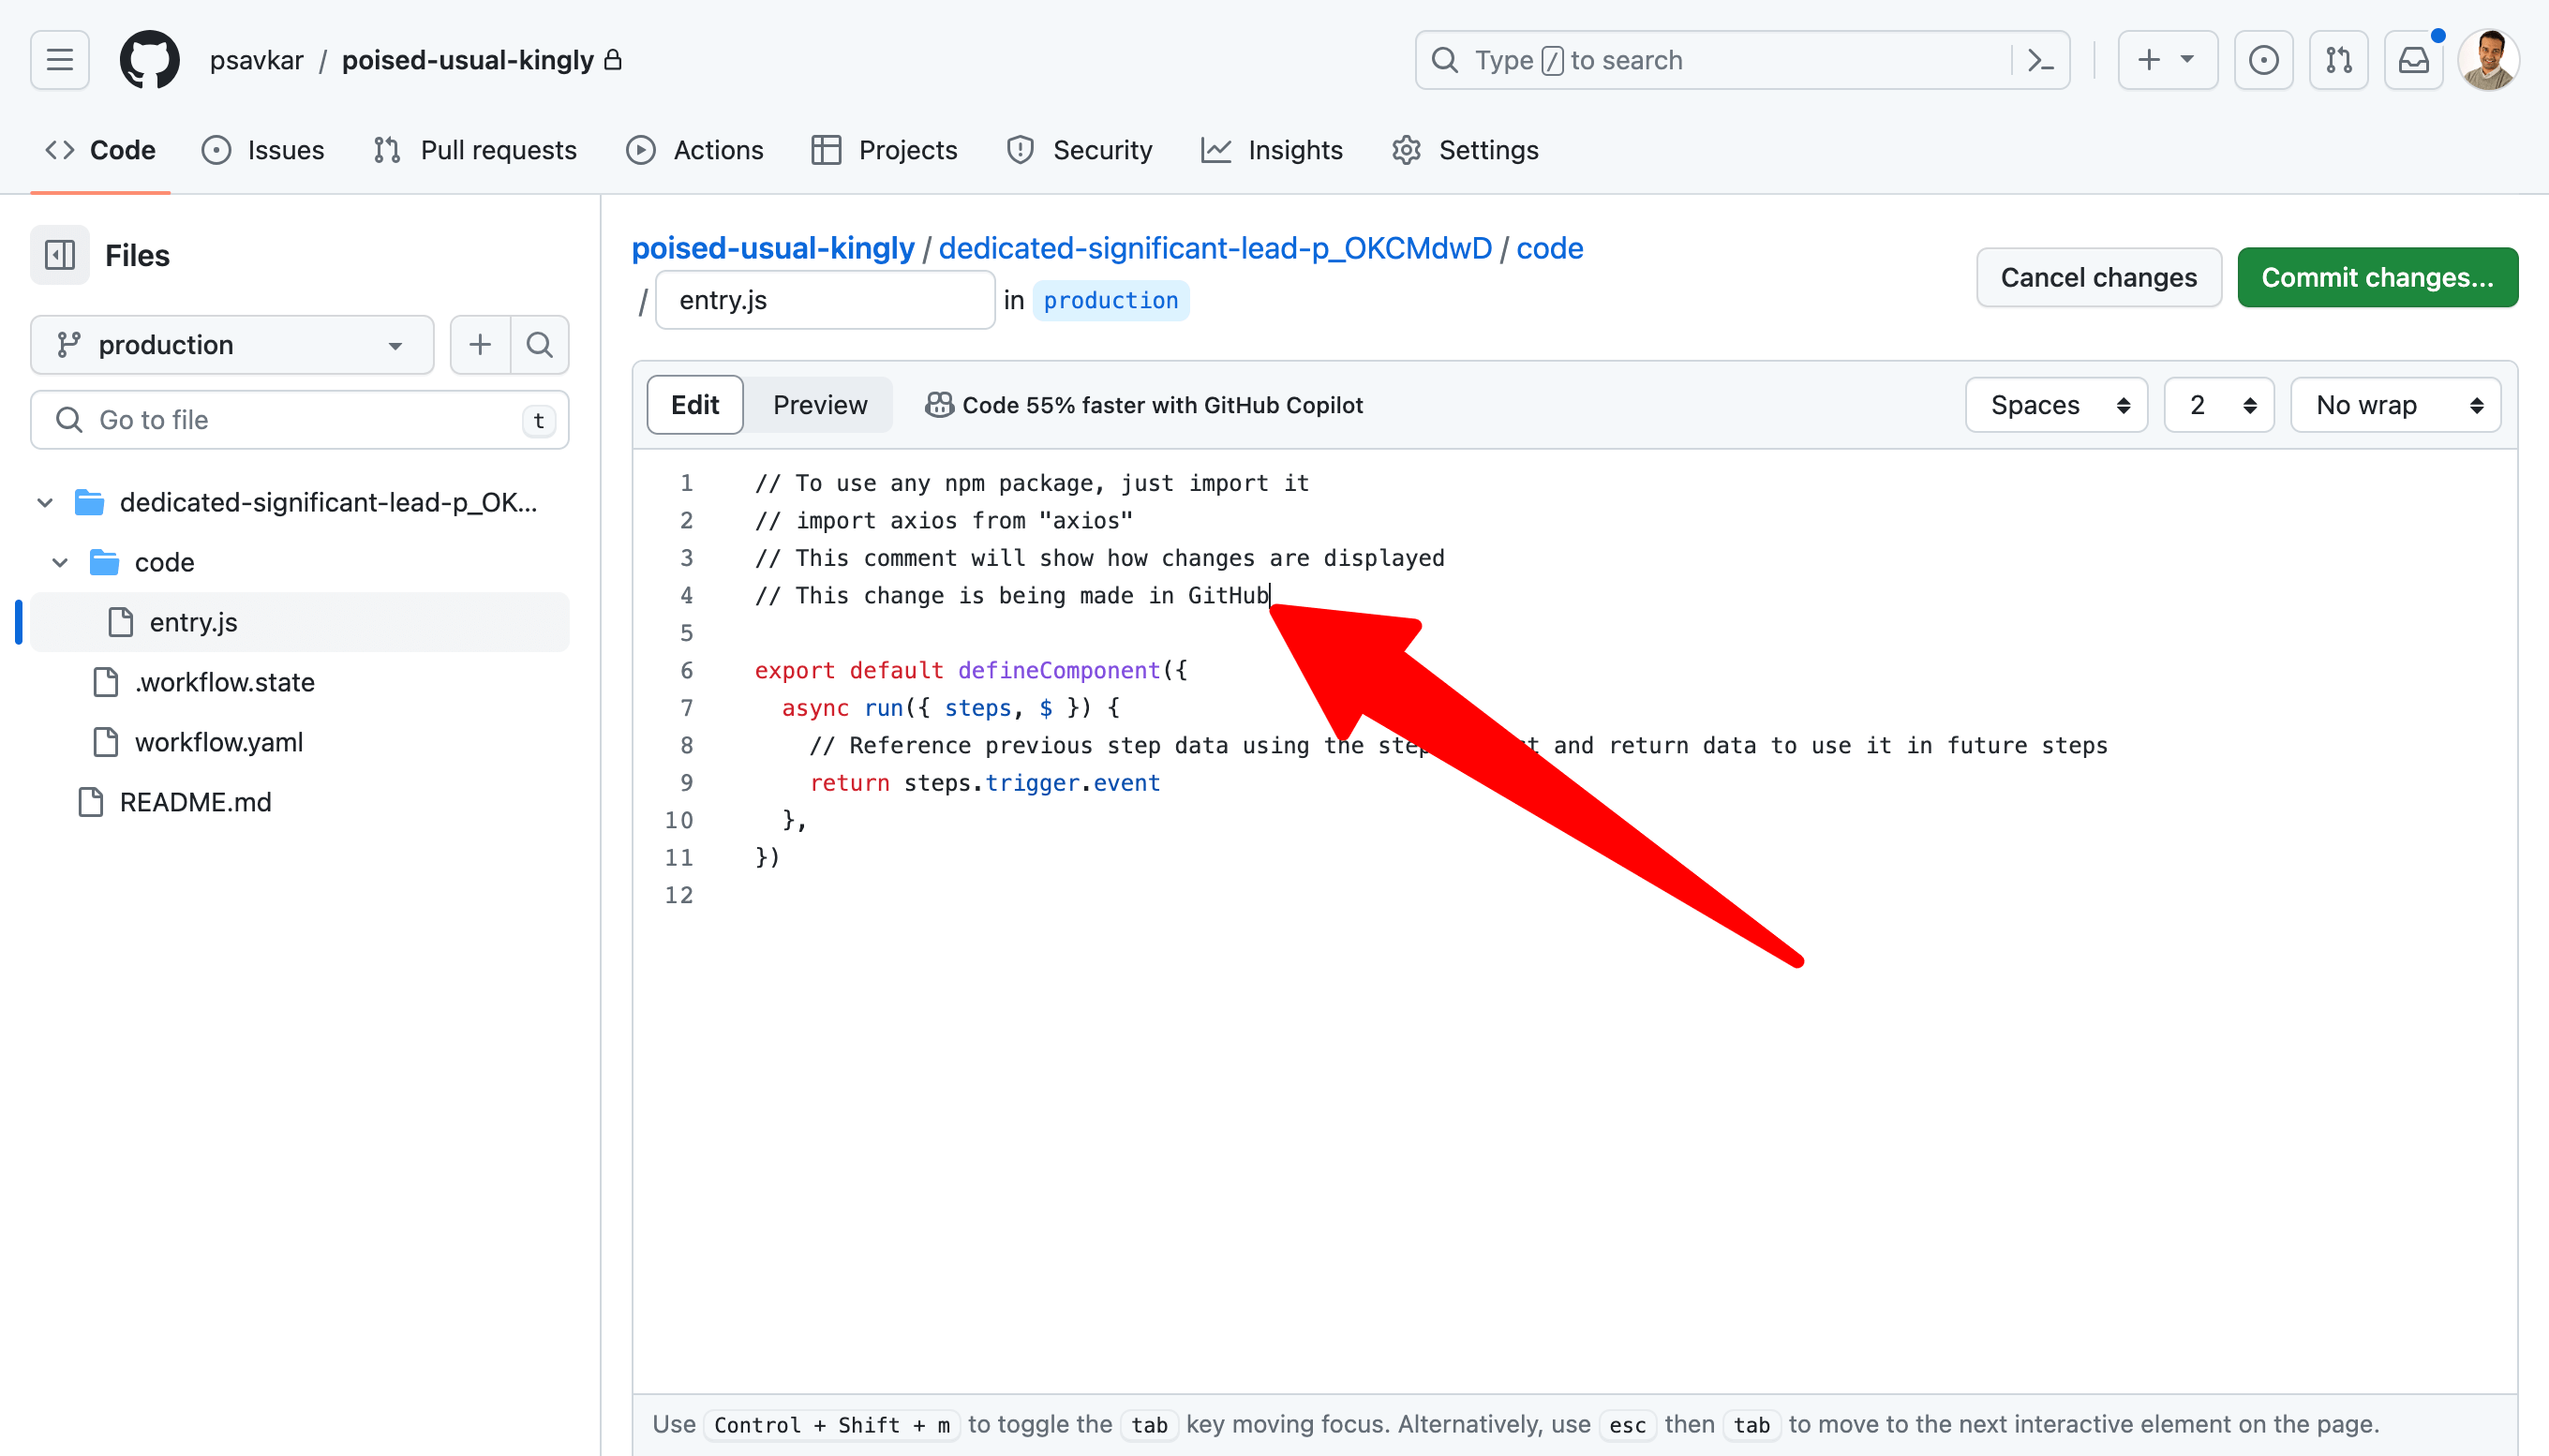 psavkar / poised-usual-kingly
Type / to search
Code
Issues
Pull requests
Actions
Projects
Security
Insights
Settings
Files
production
Go to file
t
dedicated-significant-lead-p_OK...
code
entry.js
.workflow.state
workflow.yaml
README.md
poised-usual-kingly / dedicated-significant-lead-p_OKCMdwD / code
/ entry.js in production
Cancel changes
Commit changes...
Edit
Preview
Code 55% faster with GitHub Copilot
Spaces
2
No wrap
1 // To use any npm package, just import it
2 // import axios from "axios"
3 // This comment will show how changes are displayed
4 // This change is being made in GitHub
5
6 export default defineComponent({
7 async run({ steps, $ }) {
8 // Reference previous step data using the and return data to use it in future steps
9 return steps.trigger.event
10 },
11 })
12
Use Control + Shift + m to toggle the tab key moving focus. Alternatively, use esc then tab to move to the next interactive element on the page.